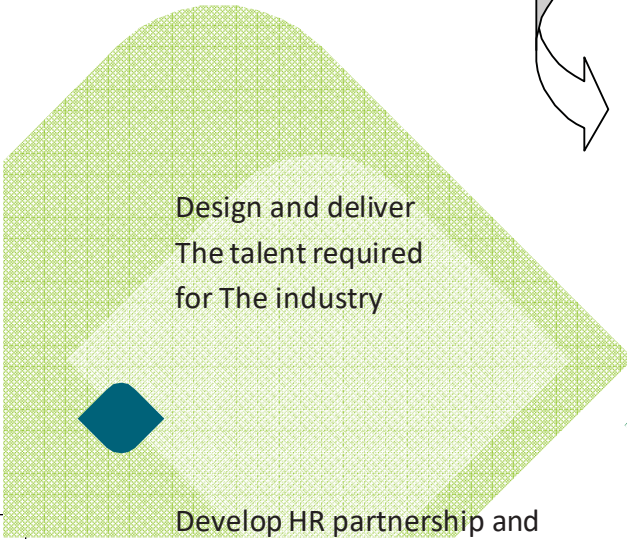 Design and deliver
The talent required
for The industry
Develop HR partnership and